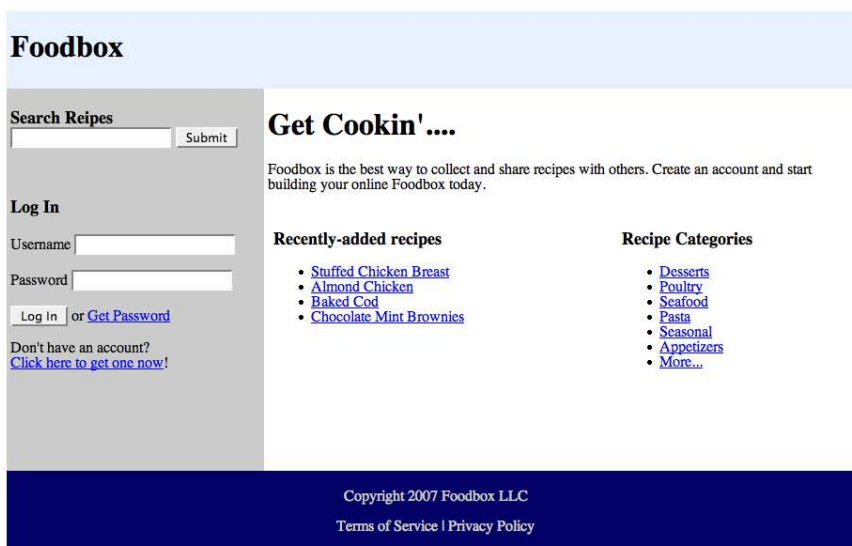 Foodbox
Search Reipes
Submit
Log In
Username
Password
Log In or Get Password
Don't have an account?
Click here to get one now!
Get Cookin'....
Foodbox is the best way to collect and share recipes with others. Create an account and start
building your online Foodbox today.
Recently-added recipes
• Stuffed Chicken Breast
• Almond Chicken
• Baked Cod
• Chocolate Mint Brownies
Recipe Categories
• Desserts
• Poultry
• Seafood
• Pasta
• Seasonal
• Appetizers
• More...
Copyright 2007 Foodbox LLC
Terms of Service | Privacy Policy